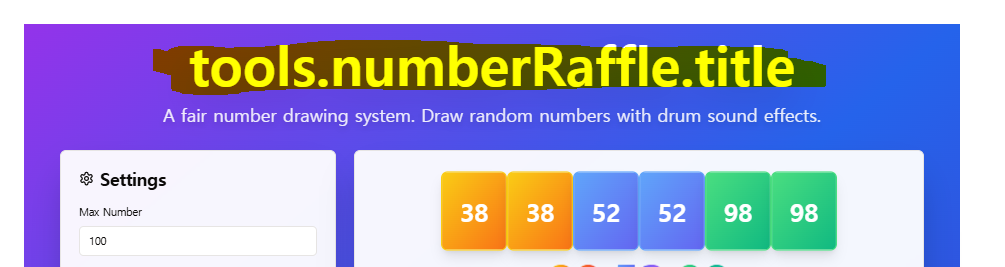 tools.numberRaffle.title
A fair number drawing system. Draw random numbers with drum sound effects.
Settings
Max Number
100
38 38 52 52 98 98